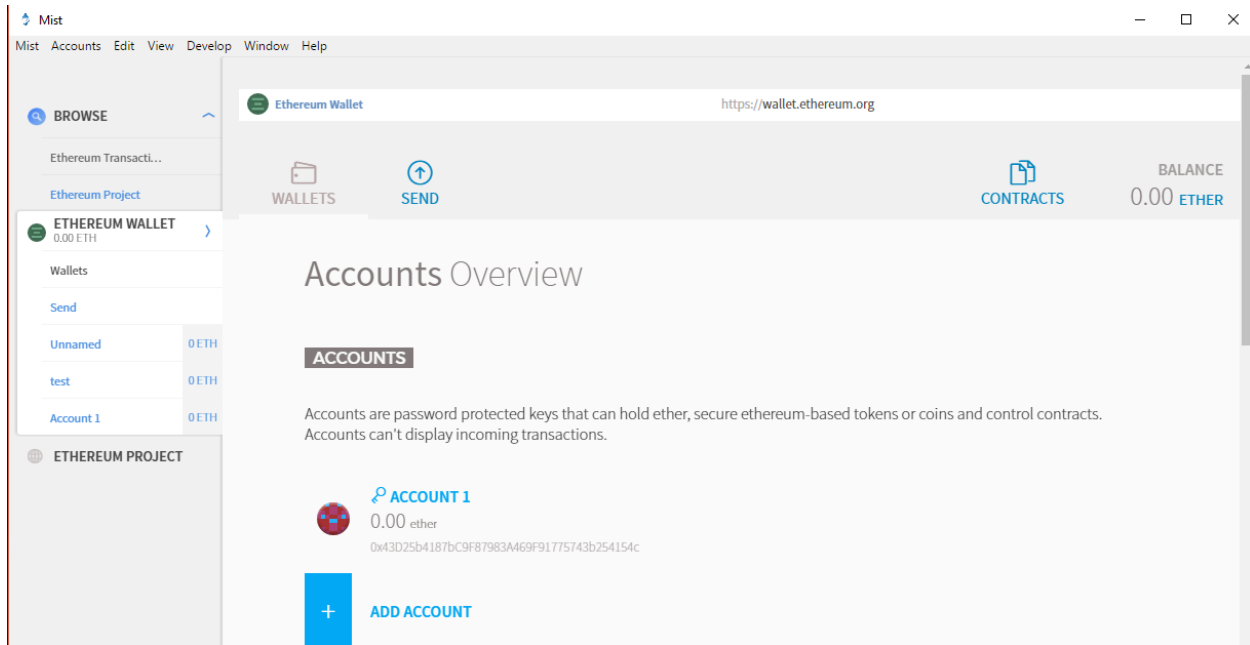 Mist
Mist Accounts Edit View Develop Window Help
BROWSE
Ethereum Transacti...
Ethereum Project
ETHEREUM WALLET
0.00 ETH
Wallets
Send
Unnamed 0 ETH
test 0 ETH
Account 1 0 ETH
ETHEREUM PROJECT
Ethereum Wallet https://wallet.ethereum.org
WALLETS SEND CONTRACTS
BALANCE
0.00 ETHER
Accounts Overview
ACCOUNTS
Accounts are password protected keys that can hold ether, secure ethereum-based tokens or coins and control contracts.
Accounts can't display incoming transactions.
ACCOUNT 1
0.00 ether
0x43D25b4187bC9F87983A469F91775743b254154c
+ ADD ACCOUNT